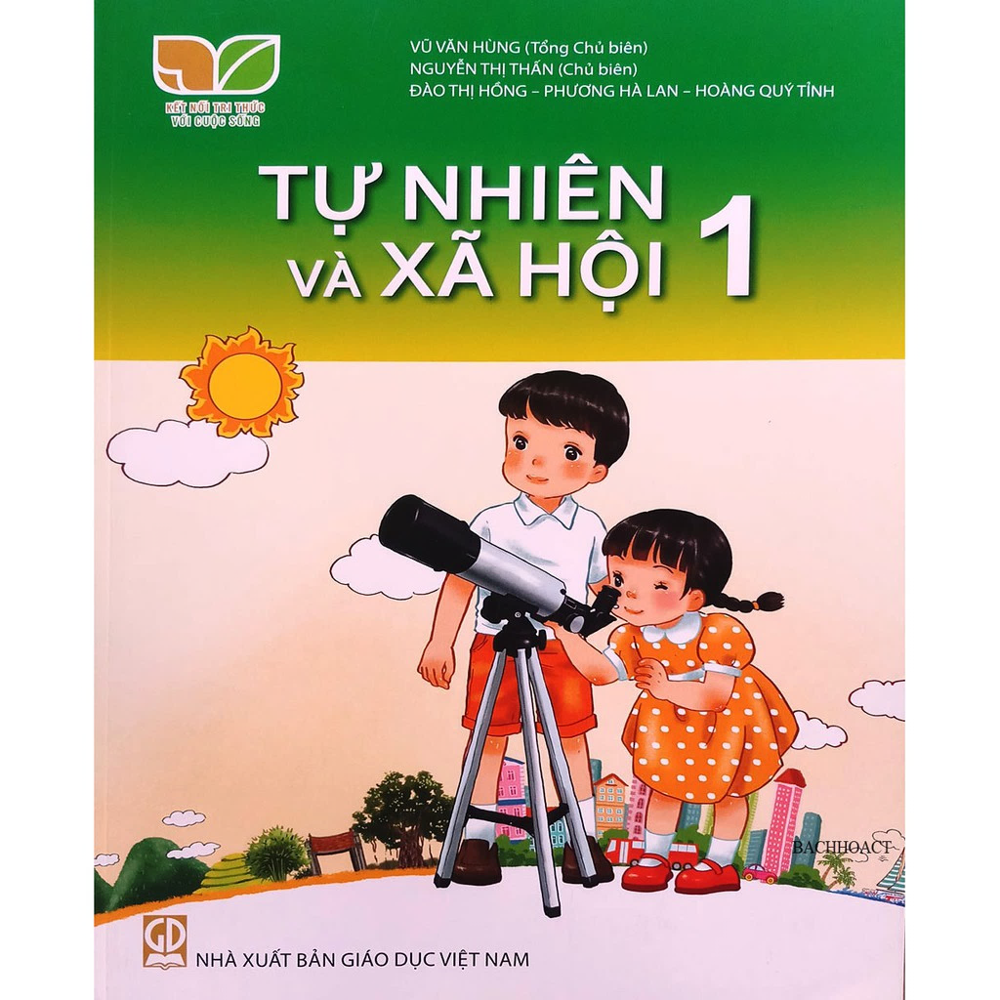 VŨ VĂN HÙNG (Tổng Chủ biên)
NGUYỄN THỊ THẤN (Chủ biên)
ĐÀO THỊ HỒNG – PHƯƠNG HÀ LAN – HOÀNG QUÝ TỈNH
KẾT NỐI TRI THỨC
VỚI CUỘC SỐNG
TỰ NHIÊN
VÀ XÃ HỘI 1
BACHHOACT
GD
NHÀ XUẤT BẢN GIÁO DỤC VIỆT NAM